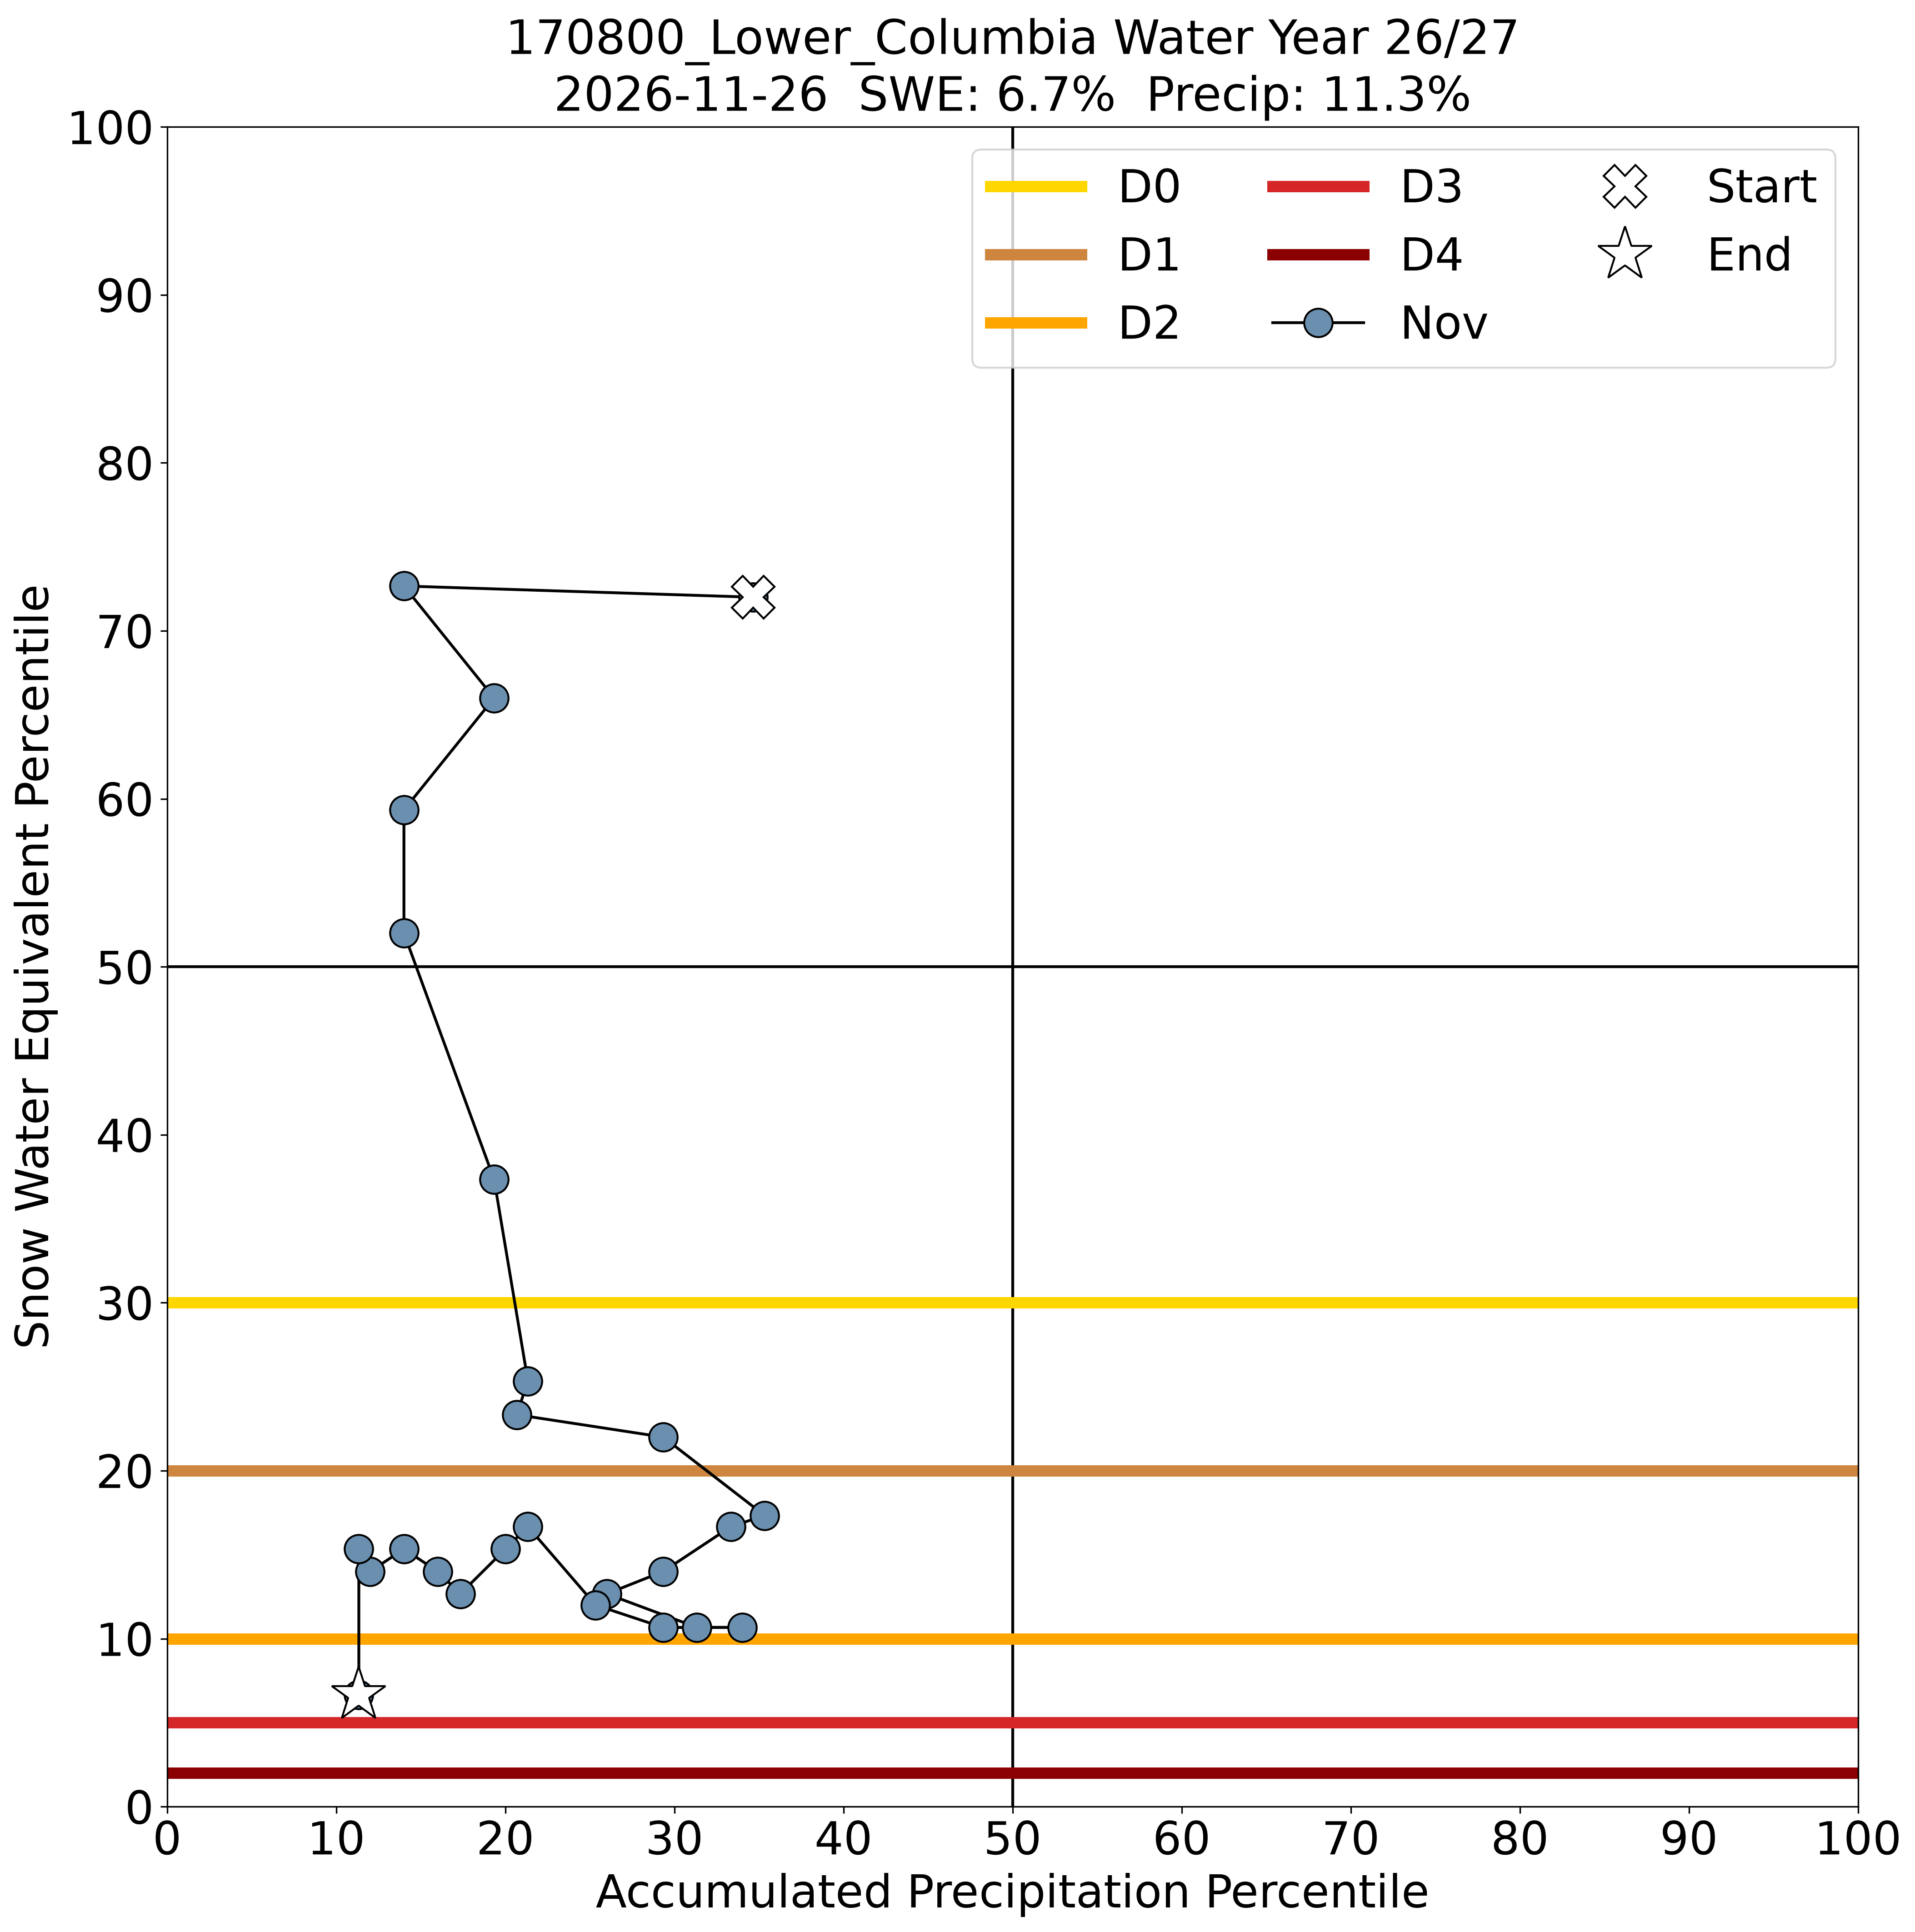 170800_Lower_Columbia Water Year 26/27
2026-11-26 SWE: 6.7% Precip: 11.3%
D0 D3 Start
D1 D4 End
D2 Nov
Snow Water Equivalent Percentile
100
90
80
70
60
50
40
30
20
10
0
0 10 20 30 40 50 60 70 80 90 100
Accumulated Precipitation Percentile